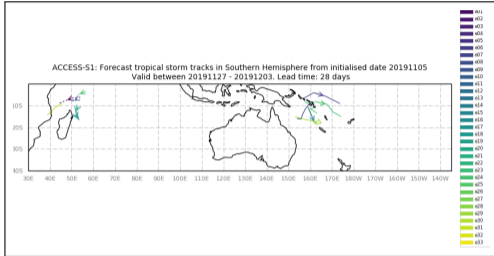 ACCESS-S1: Forecast tropical storm tracks in Southern Hemisphere from initialised date 20191105
Valid between 20191127 - 20191203. Lead time: 28 days
10S
20S
30S
40S
30E 40E 50E 60E 70E 80E 90E 100E 110E 120E 130E 140E 150E 160E 170E 180W 170W 160W 150W 140W
e01
e02
e03
e04
e05
e06
e07
e08
e09
e10
e11
e12
e13
e14
e15
e16
e17
e18
e19
e20
e21
e22
e23
e24
e25
e26
e27
e28
e29
e30
e31
e32
e33